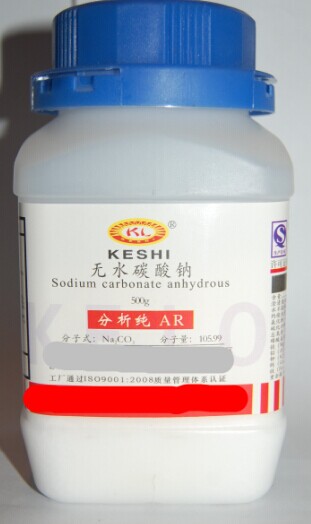 KL ®
KESHI
无水碳酸钠
Sodium carbonate anhydrous
500g
分析纯 AR
分子式：Na₂CO₃ 分子量：105.99
工厂通过ISO9001:2008质量管理体系认证